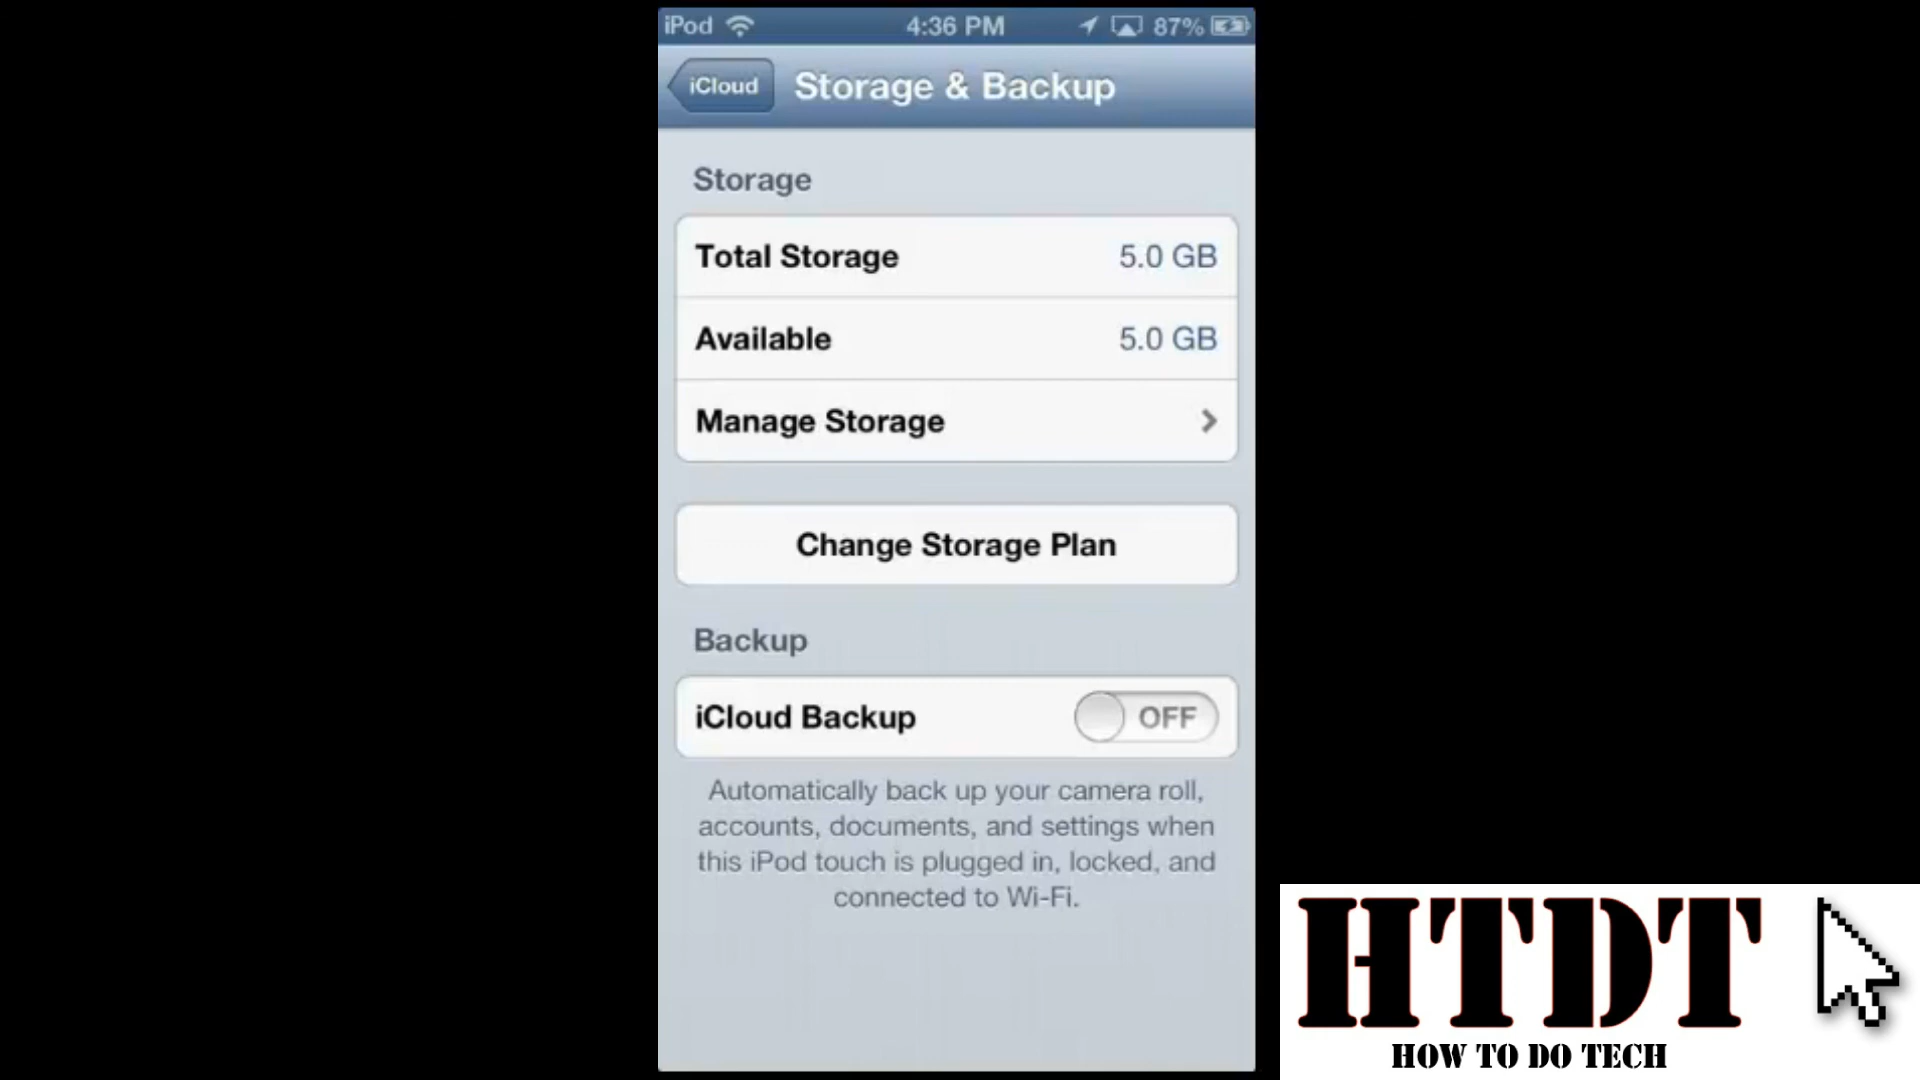 iPod 4:36 PM 87%
iCloud Storage & Backup
Storage
Total Storage 5.0 GB
Available 5.0 GB
Manage Storage
Change Storage Plan
Backup
iCloud Backup OFF
Automatically back up your camera roll,
accounts, documents, and settings when
this iPod touch is plugged in, locked, and
connected to Wi-Fi.
HTDT
HOW TO DO TECH